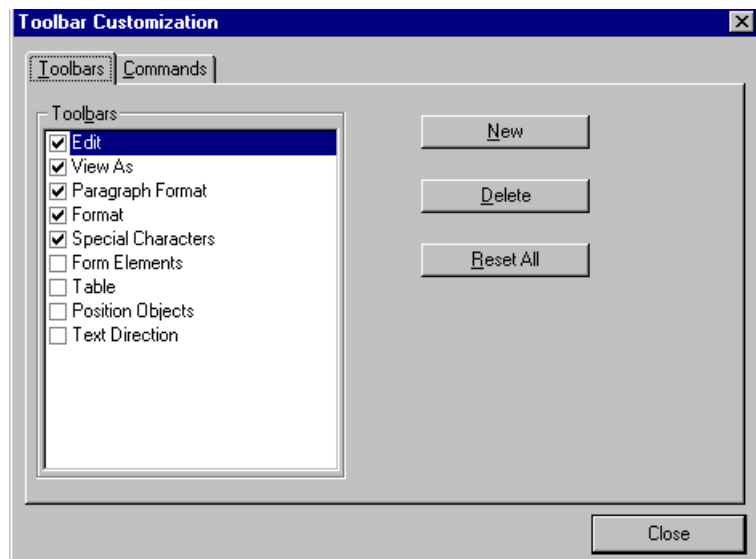 Toolbar Customization
Toolbars Commands
Toolbars
Edit
View As
Paragraph Format
Format
Special Characters
Form Elements
Table
Position Objects
Text Direction
New
Delete
Reset All
Close